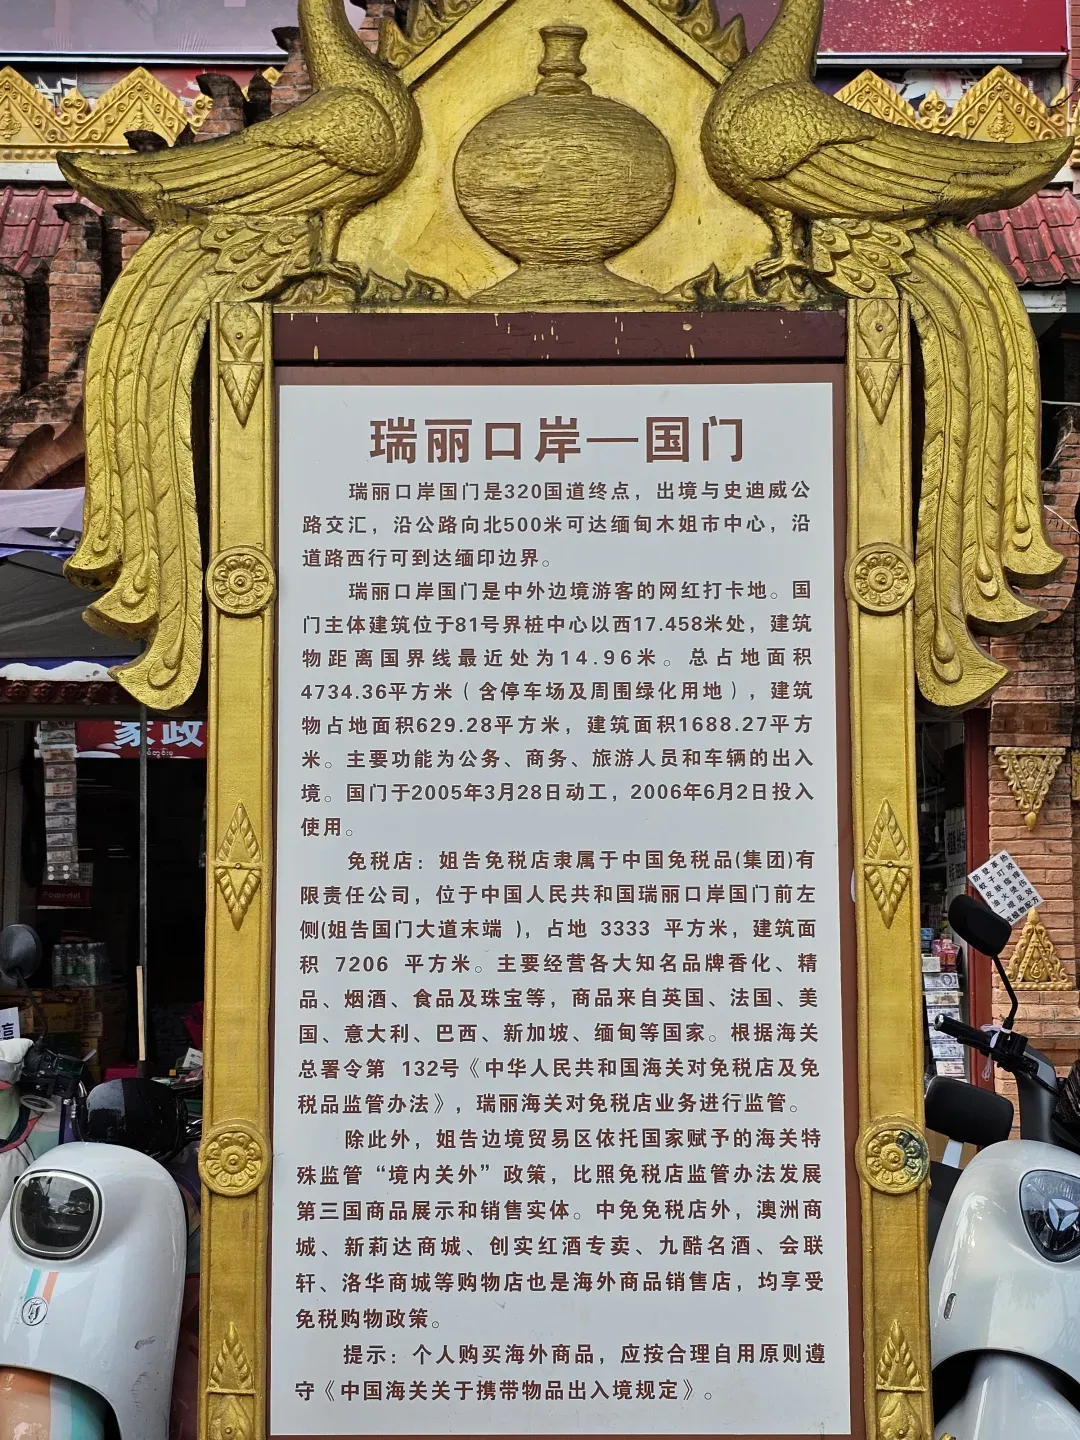 瑞丽口岸—国门
瑞丽口岸国门是320国道终点，出境与史迪威公
路交汇，沿公路向北500米可达缅甸木姐市中心，沿
道路西行可到达缅印边界。
瑞丽口岸国门是中外边境游客的网红打卡地。国
门主体建筑位于81号界桩中心以西17.458米处，建筑
物距离国界线最近处为14.96米。总占地面积
4734.36平方米（含停车场及周围绿化用地），建筑
物占地面积629.28平方米，建筑面积1688.27平方
米。主要功能为公务、商务、旅游人员和车辆的出入
境。国门于2005年3月28日动工，2006年6月2日投入
使用。
免税店：姐告免税店隶属于中国免税品(集团)有
限责任公司，位于中国人民共和国瑞丽口岸国门前左
侧(姐告国门大道末端 )，占地 3333 平方米，建筑面
积 7206 平方米。主要经营各大知名品牌香化、精
品、烟酒、食品及珠宝等，商品来自英国、法国、美
国、意大利、巴西、新加坡、缅甸等国家。根据海关
总署令第 132号《中华人民共和国海关对免税店及免
税品监管办法》，瑞丽海关对免税店业务进行监管。
除此外，姐告边境贸易区依托国家赋予的海关特
殊监管“境内关外”政策，比照免税店监管办法发展
第三国商品展示和销售实体。中免免税店外，澳洲商
城、新莉达商城、创实红酒专卖、九酷名酒、会联
轩、洛华商城等购物店也是海外商品销售店，均享受
免税购物政策。
提示：个人购买海外商品，应按合理自用原则遵
守《中国海关关于携带物品出入境规定》。
家政